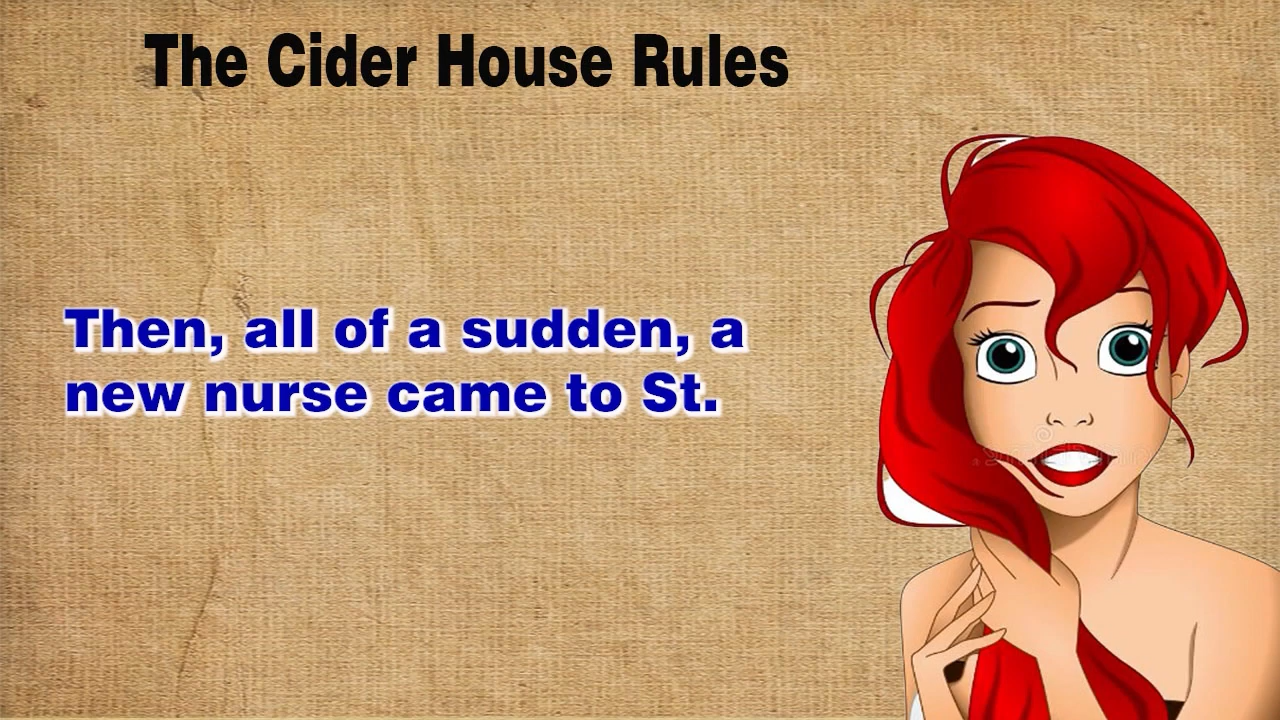 The Cider House Rules
Then, all of a sudden, a
new nurse came to St.